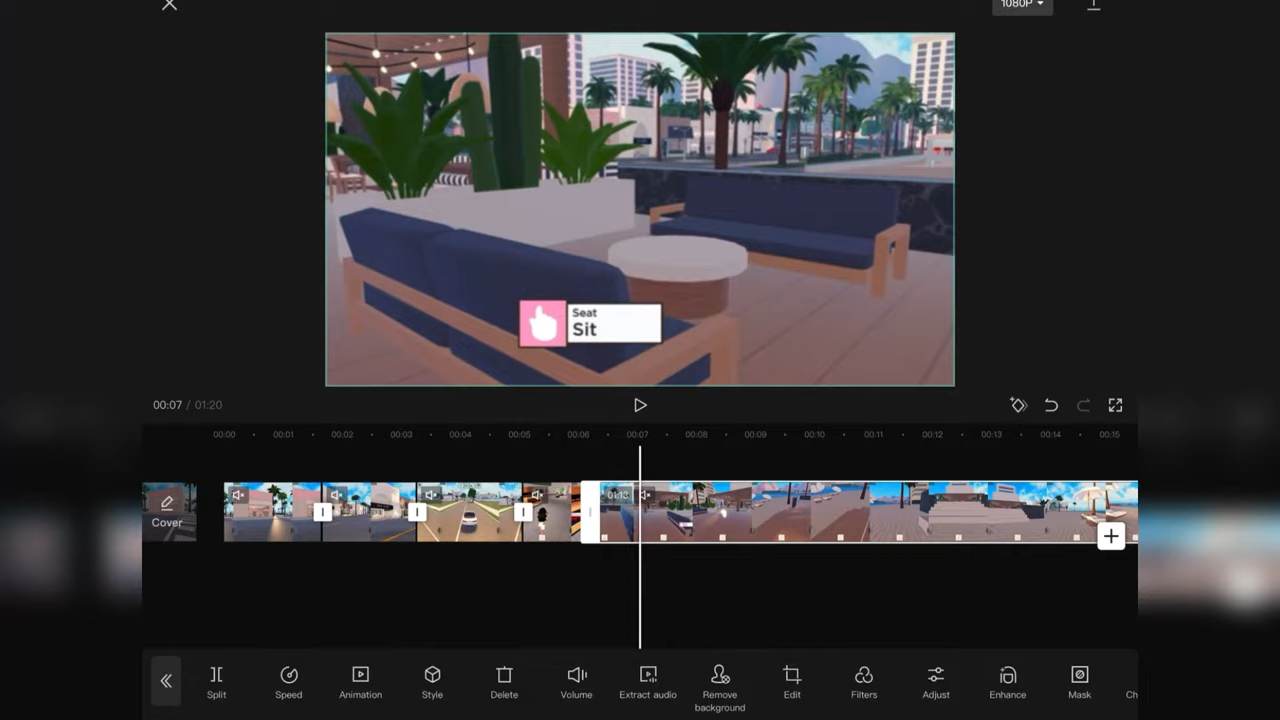 1080P
Seat
Sit
00:07 / 01:20
00:00 00:01 00:02 00:03 00:04 00:05 00:06 00:07 00:08 00:09 00:10 00:11 00:12 00:13 00:14 00:15
Cover
Split Speed Animation Style Delete Volume Extract audio Remove background Edit Filters Adjust Enhance Mask Ch